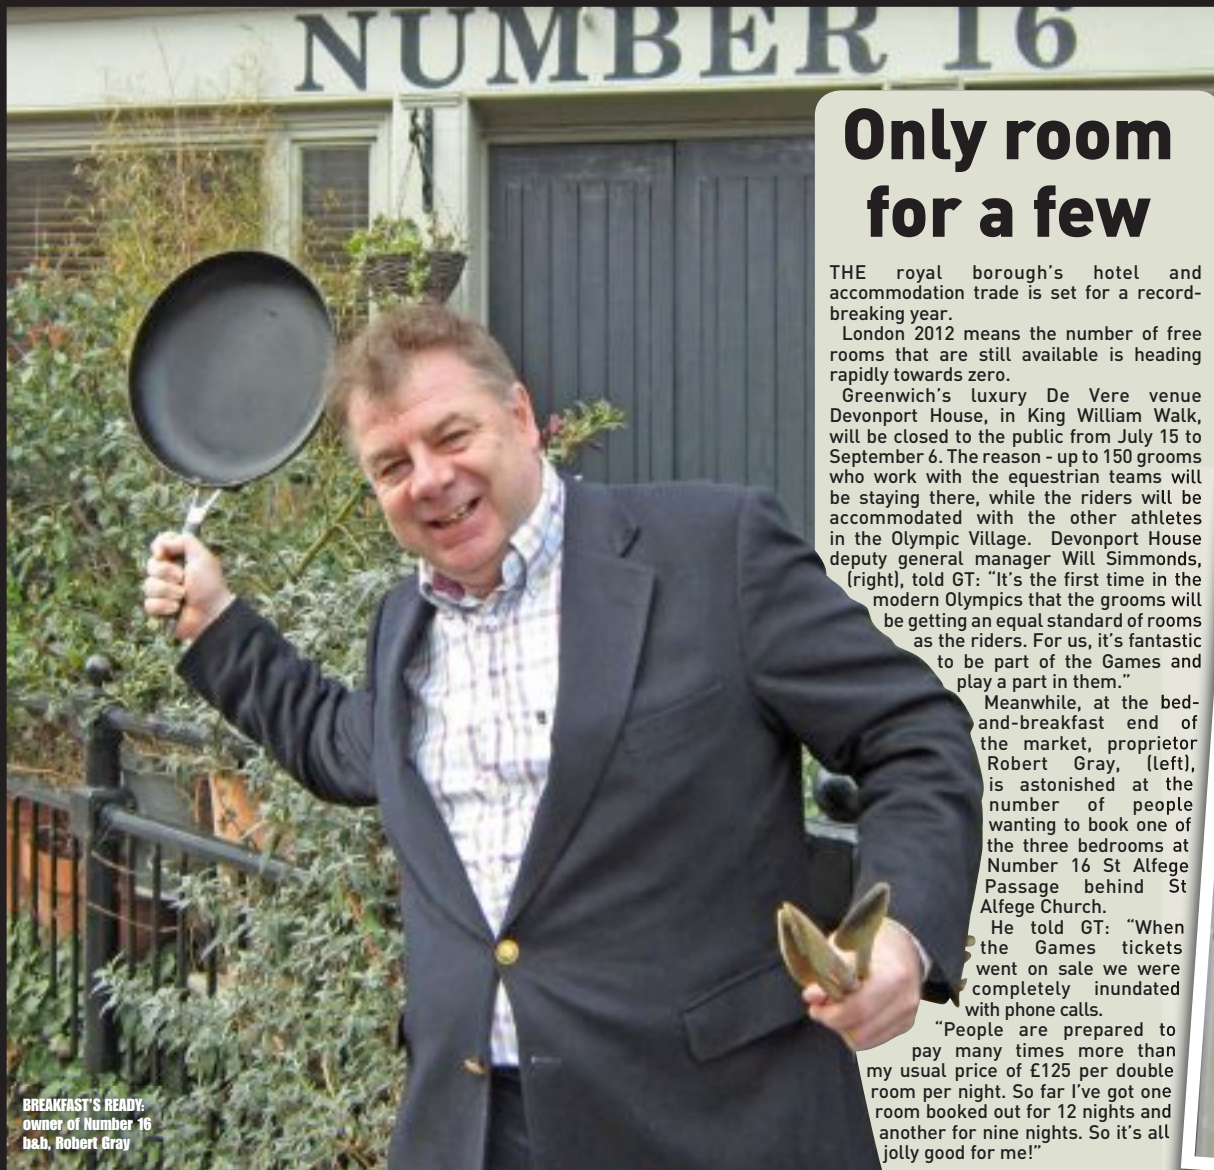 NUMBER 16
Only room
for a few
THE royal borough's hotel and
accommodation trade is set for a record-
breaking year.
London 2012 means the number of free
rooms that are still available is heading
rapidly towards zero.
Greenwich's luxury De Vere venue
Devonport House, in King William Walk,
will be closed to the public from July 15 to
September 6. The reason - up to 150 grooms
who work with the equestrian teams will
be staying there, while the riders will be
accommodated with the other athletes
in the Olympic Village. Devonport House
deputy general manager Will Simmonds,
(right), told GT: “It's the first time in the
modern Olympics that the grooms will
be getting an equal standard of rooms
as the riders. For us, it's fantastic
to be part of the Games and
play a part in them.”
Meanwhile, at the bed-
and-breakfast end of
the market, proprietor
Robert Gray, (left),
is astonished at the
number of people
wanting to book one of
the three bedrooms at
Number 16 St Alfege
Passage behind St
Alfege Church.
He told GT: “When
the Games tickets
went on sale we were
completely inundated
with phone calls.
“People are prepared to
pay many times more than
my usual price of £125 per double
room per night. So far I've got one
room booked out for 12 nights and
another for nine nights. So it's all
jolly good for me!”
BREAKFAST'S READY:
owner of Number 16
b&b, Robert Gray